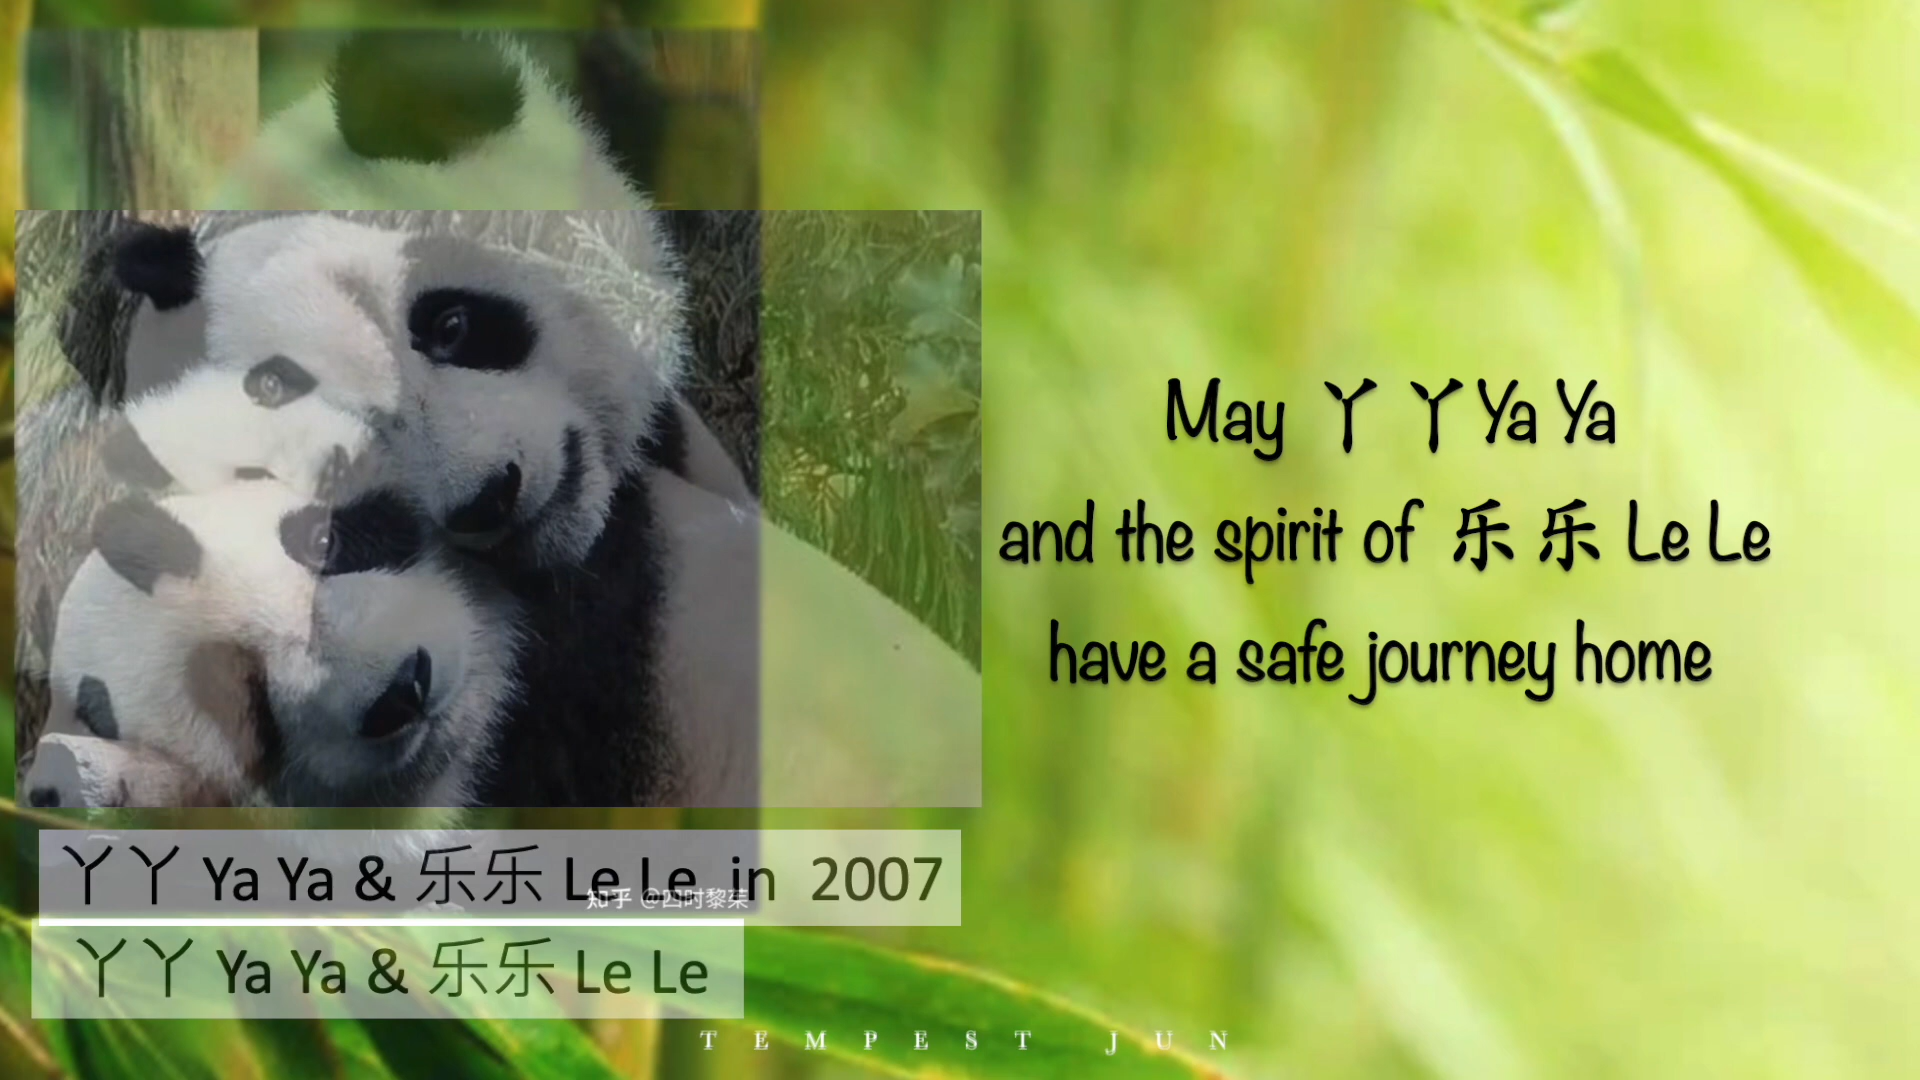 May 丫丫 Ya Ya
and the spirit of 乐乐 Le Le
have a safe journey home
丫丫 Ya Ya & 乐乐 Le Le in 2007
知乎 @四时黎茱
丫丫 Ya Ya & 乐乐 Le Le
TEMPEST JUN